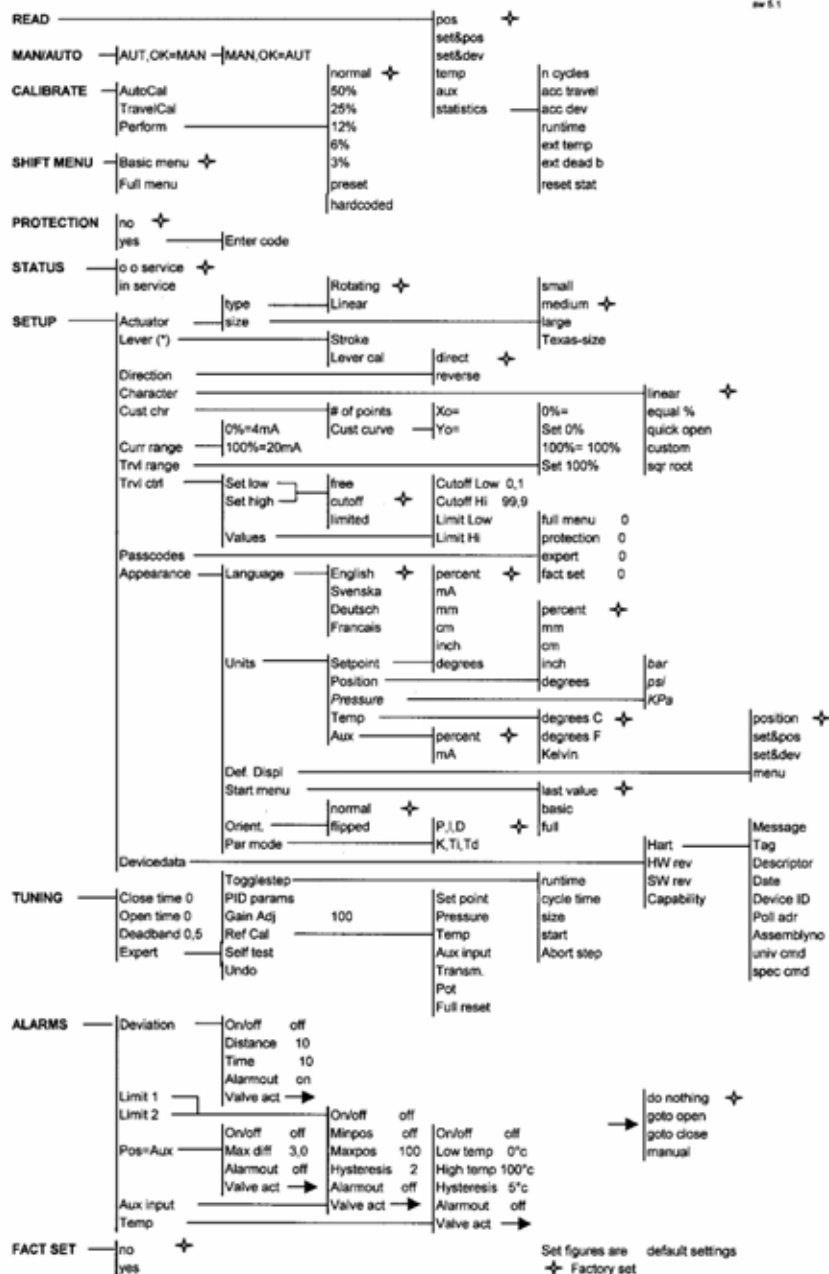 sw 5.1
READ pos
set&pos
MAN/AUTO AUT,OK=MAN MAN,OK=AUT set&dev
normal temp n cycles
CALIBRATE AutoCal 50% aux acc travel
TravelCal 25% statistics acc dev
Perform 12% runtime
6% ext temp
SHIFT MENU Basic menu 3% ext dead b
Full menu preset reset stat
hardcoded
PROTECTION no
yes Enter code
STATUS o o service
in service Rotating small
type Linear medium
SETUP Actuator size large
Lever (*) Stroke Texas-size
Lever cal direct
Direction reverse
Character linear
Cust chr # of points Xo= 0%= equal %
0%=4mA Cust curve Yo= Set 0% quick open
Curr range 100%=20mA 100%= 100% custom
Trvl range Set 100% sqr root
Trvl ctrl Set low free Cutoff Low 0,1
Set high cutoff Cutoff Hi 99,9
limited Limit Low full menu 0
Values Limit Hi protection 0
Passcodes expert 0
Appearance Language English percent fact set 0
Svenska mA
Deutsch mm percent
Francais cm mm
inch cm
Units Setpoint degrees inch bar
Position degrees psi
Pressure KPa
Temp degrees C position
Aux percent degrees F set&pos
mA Kelvin set&dev
Def. Displ menu
Start menu last value
normal basic
Orient. flipped P,I,D full Message
Par mode K,Ti,Td Hart Tag
Devicedata HW rev Descriptor
Togglestep runtime SW rev Date
TUNING Close time 0 PID params Set point cycle time Capability Device ID
Open time 0 Gain Adj 100 Pressure size Poll adr
Deadband 0,5 Ref Cal Temp start Assemblyno
Expert Self test Aux input Abort step univ cmd
Undo Transm. spec cmd
Pot
Full reset
ALARMS Deviation On/off off
Distance 10
Time 10
Alarmout on
Limit 1 Valve act do nothing
Limit 2 On/off off goto open
On/off off Minpos off On/off off goto close
Pos=Aux Max diff 3,0 Maxpos 100 Low temp 0°c manual
Alarmout off Hysteresis 2 High temp 100°c
Valve act Alarmout off Hysteresis 5°c
Aux input Valve act Alarmout off
Temp Valve act
FACT SET no Set figures are default settings
yes Factory set